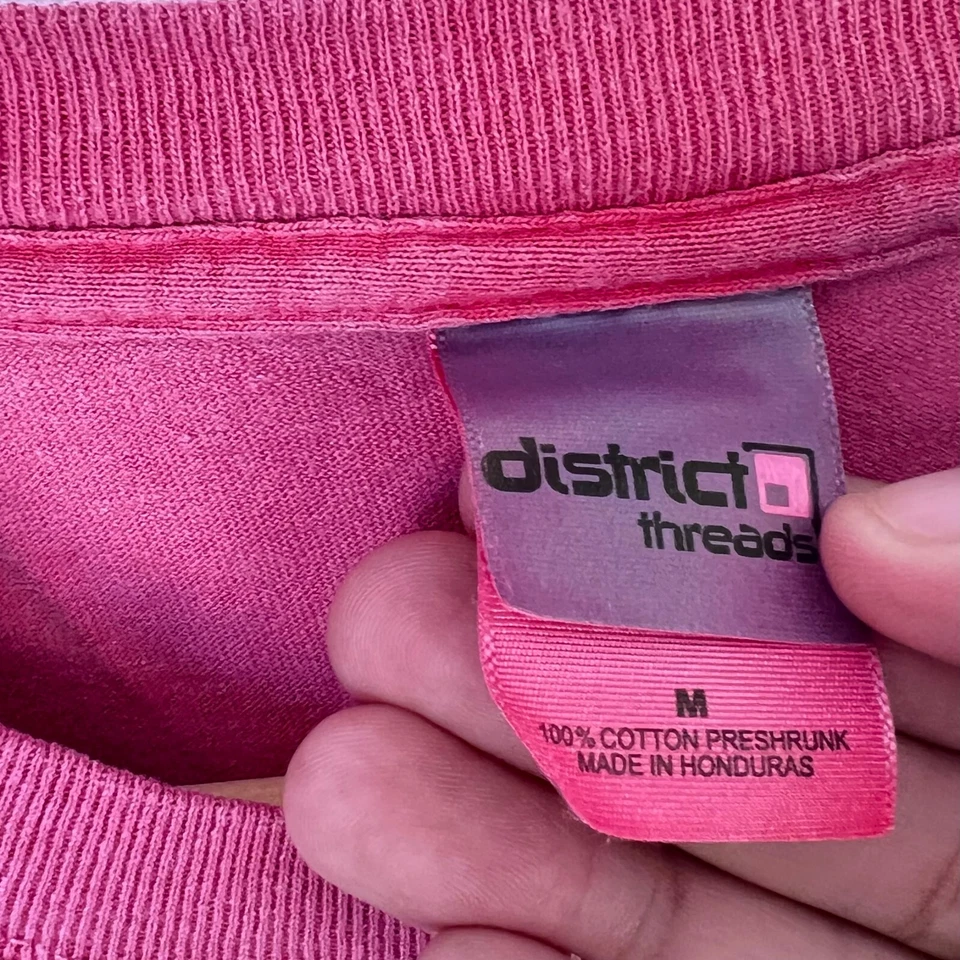 district
threads
M
100% COTTON PRESHRUNK
MADE IN HONDURAS